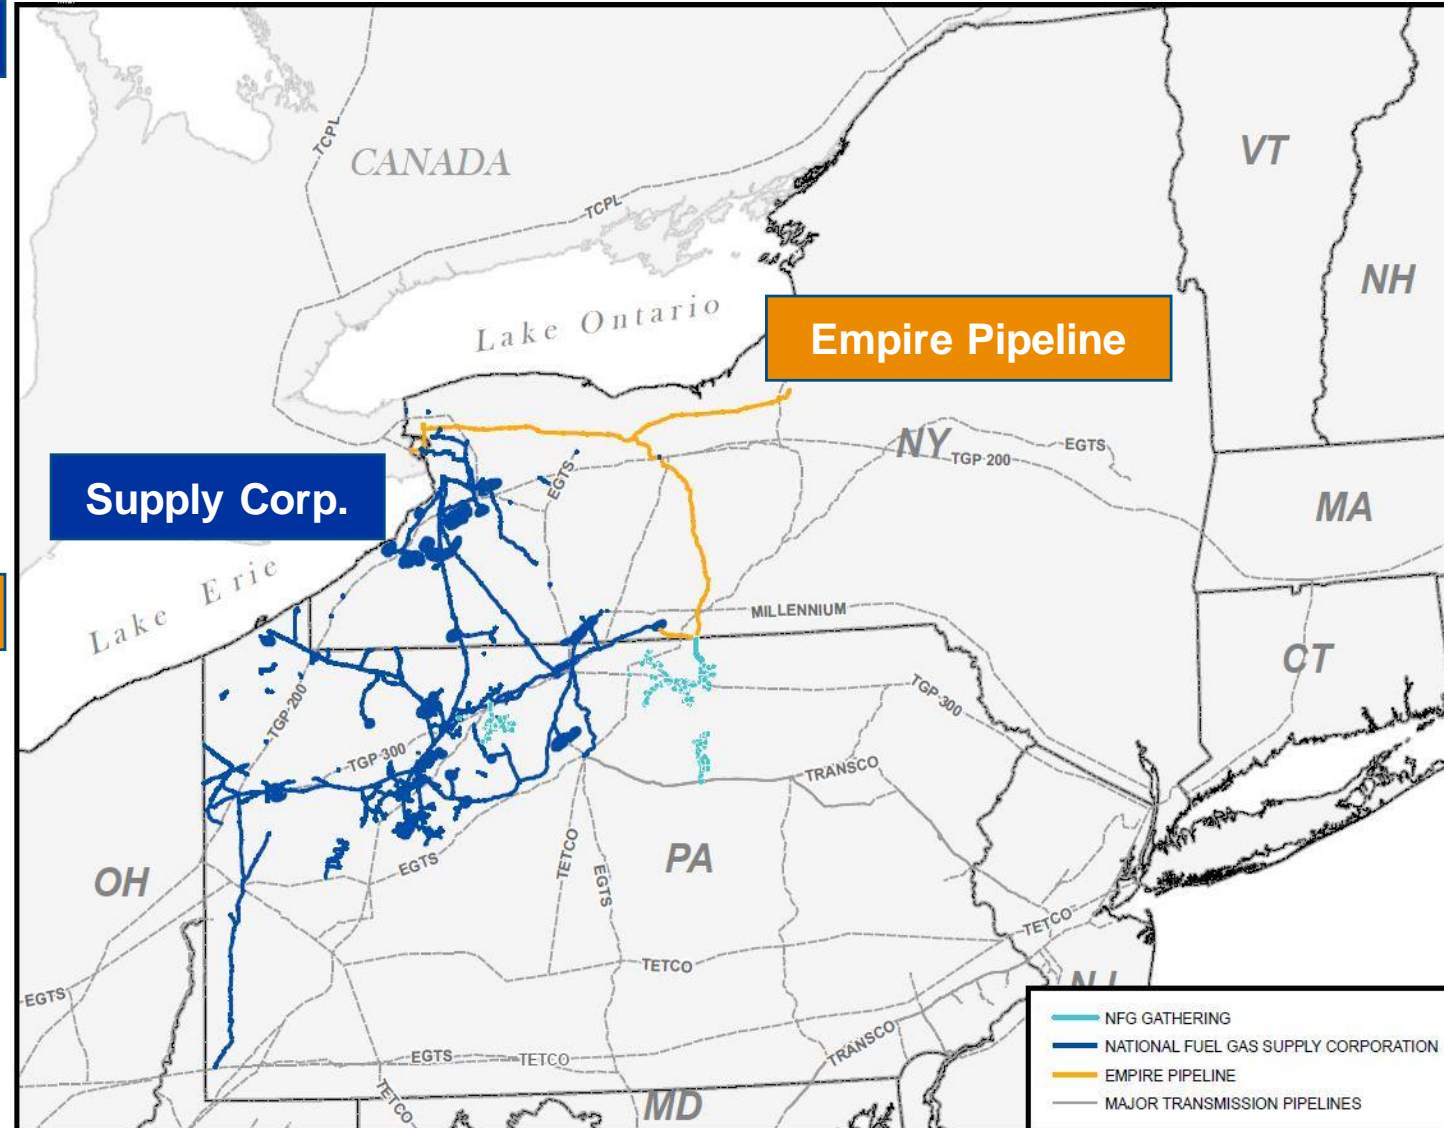 TCPL
CANADA
VT
TCPL
NH
Lake Ontario
Empire Pipeline
NY
EGTS
TGP 200
EGTS
Supply Corp.
MA
Lake Erie
MILLENNIUM
CT
TGP 200
TGP 300
TGP 300
TRANSCO
OH
EGTS
TETCO
EGTS
PA
TETCO
TETCO
EGTS
NJ
EGTS
TETCO
TRANSCO
TETCO
MD
NFG GATHERING
NATIONAL FUEL GAS SUPPLY CORPORATION
EMPIRE PIPELINE
MAJOR TRANSMISSION PIPELINES